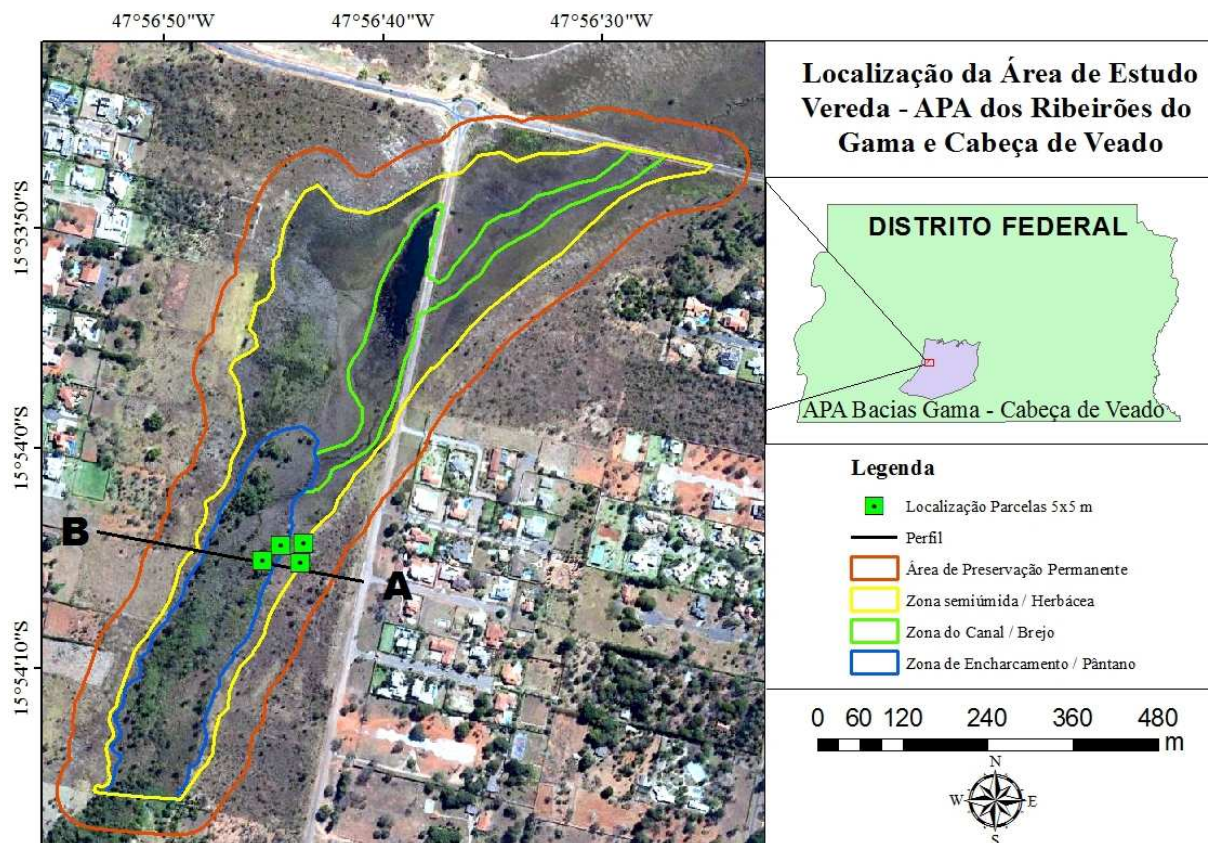 47°56'50"W
47°56'40"W
47°56'30"W
15°53'50"S
15°54'0"S
15°54'10"S
B
A
Localização da Área de Estudo
Vereda - APA dos Ribeirões do
Gama e Cabeça de Veado
DISTRITO FEDERAL
APA Bacias Gama - Cabeça de Veado
Legenda
Localização Parcelas 5x5 m
Perfil
Área de Preservação Permanente
Zona semiúmida / Herbácea
Zona do Canal / Brejo
Zona de Encharcamento / Pântano
0 60 120 240 360 480
m
N
W E
S